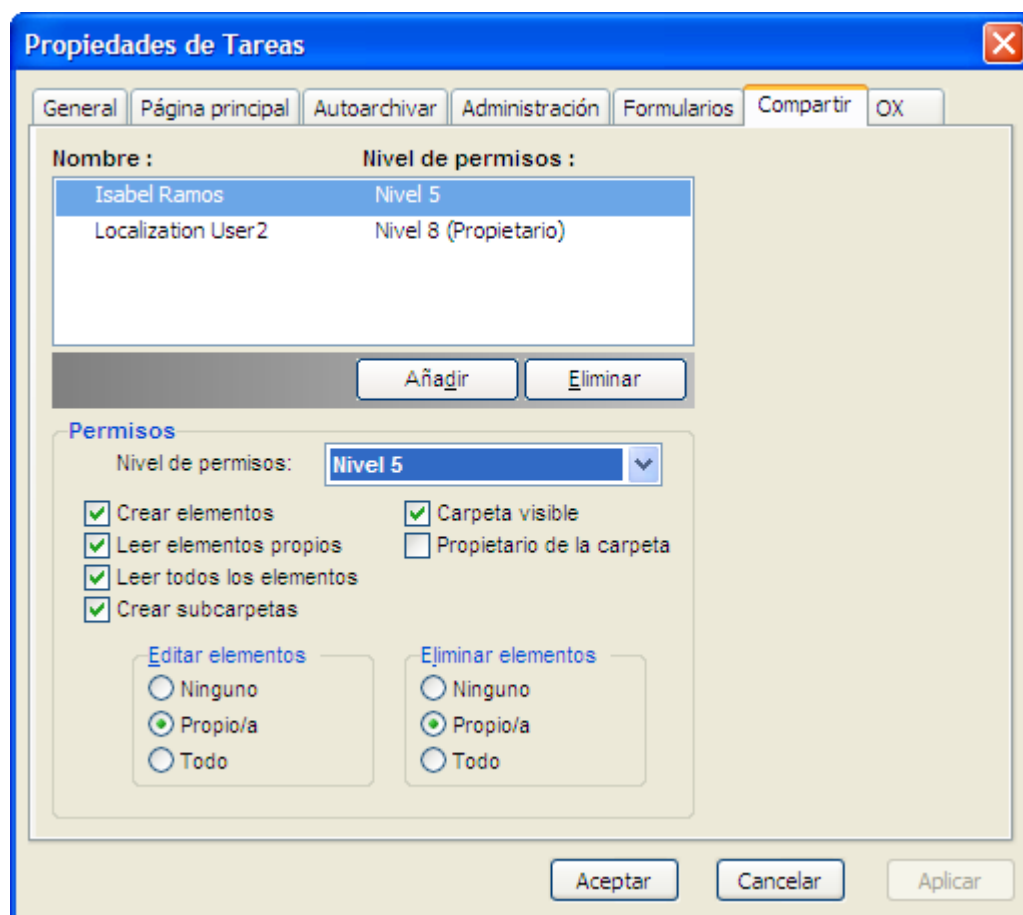 Propiedades de Tareas
General Página principal Autoarchivar Administración Formularios Compartir OX
Nombre : Nivel de permisos :
Isabel Ramos Nivel 5
Localization User2 Nivel 8 (Propietario)
Añadir Eliminar
Permisos
Nivel de permisos: Nivel 5
Crear elementos Carpeta visible
Leer elementos propios Propietario de la carpeta
Leer todos los elementos
Crear subcarpetas
Editar elementos Eliminar elementos
Ninguno Ninguno
Propio/a Propio/a
Todo Todo
Aceptar Cancelar Aplicar